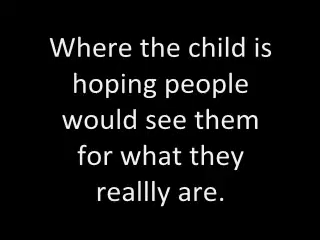 Where the child is
hoping people
would see them
for what they
reallly are.